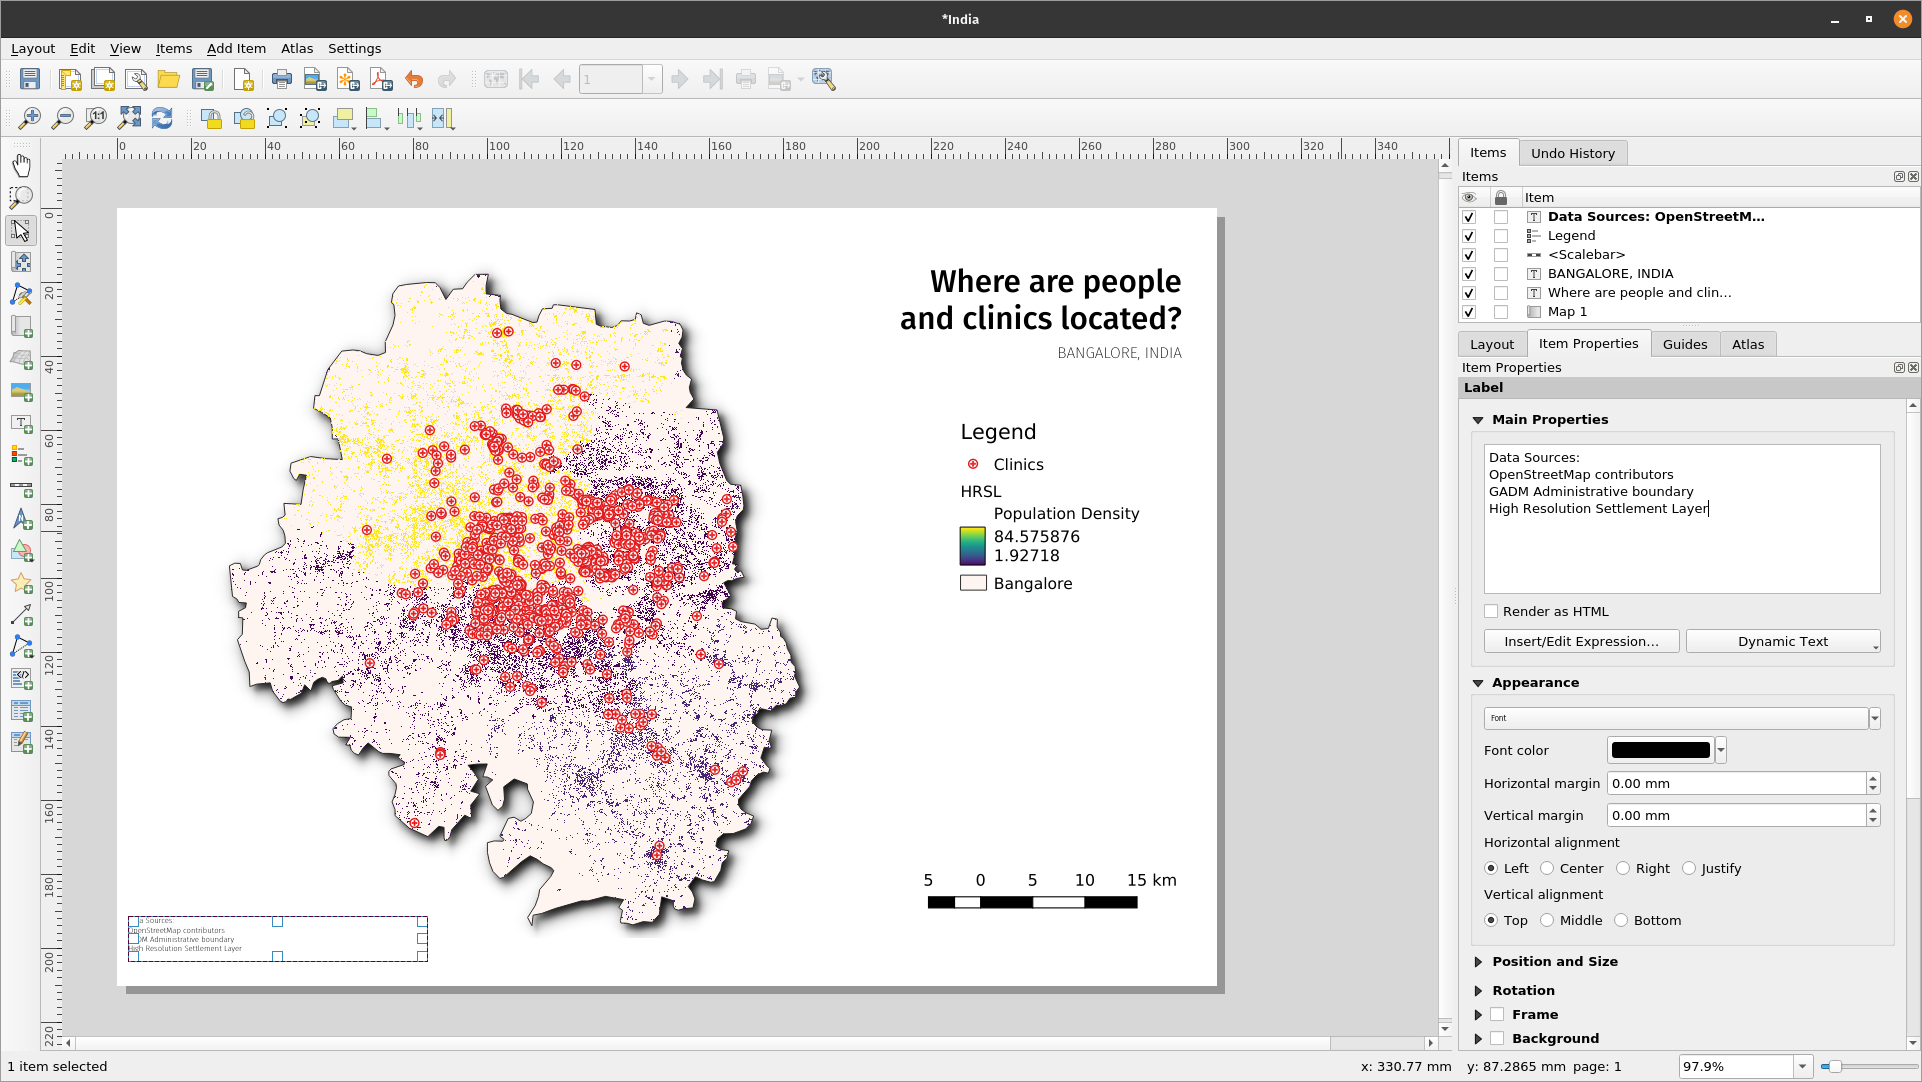 *India
Layout Edit View Items Add Item Atlas Settings
1
0 20 40 60 80 100 120 140 160 180 200 220 240 260 280 300 320 340
0
20
40
60
80
100
120
140
160
180
200
220
Where are people
and clinics located?
BANGALORE, INDIA
Legend
Clinics
HRSL
Population Density
84.575876
1.92718
Bangalore
5 0 5 10 15 km
a Sources:
OpenStreetMap contributors
DM Administrative boundary
High Resolution Settlement Layer
Items Undo History
Items
Item
Data Sources: OpenStreetM...
Legend
<Scalebar>
BANGALORE, INDIA
Where are people and clin...
Map 1
Layout Item Properties Guides Atlas
Item Properties
Label
Main Properties
Data Sources:
OpenStreetMap contributors
GADM Administrative boundary
High Resolution Settlement Layer
Render as HTML
Insert/Edit Expression... Dynamic Text
Appearance
Font
Font color
Horizontal margin 0.00 mm
Vertical margin 0.00 mm
Horizontal alignment
Left Center Right Justify
Vertical alignment
Top Middle Bottom
Position and Size
Rotation
Frame
Background
1 item selected x: 330.77 mm y: 87.2865 mm page: 1 97.9%